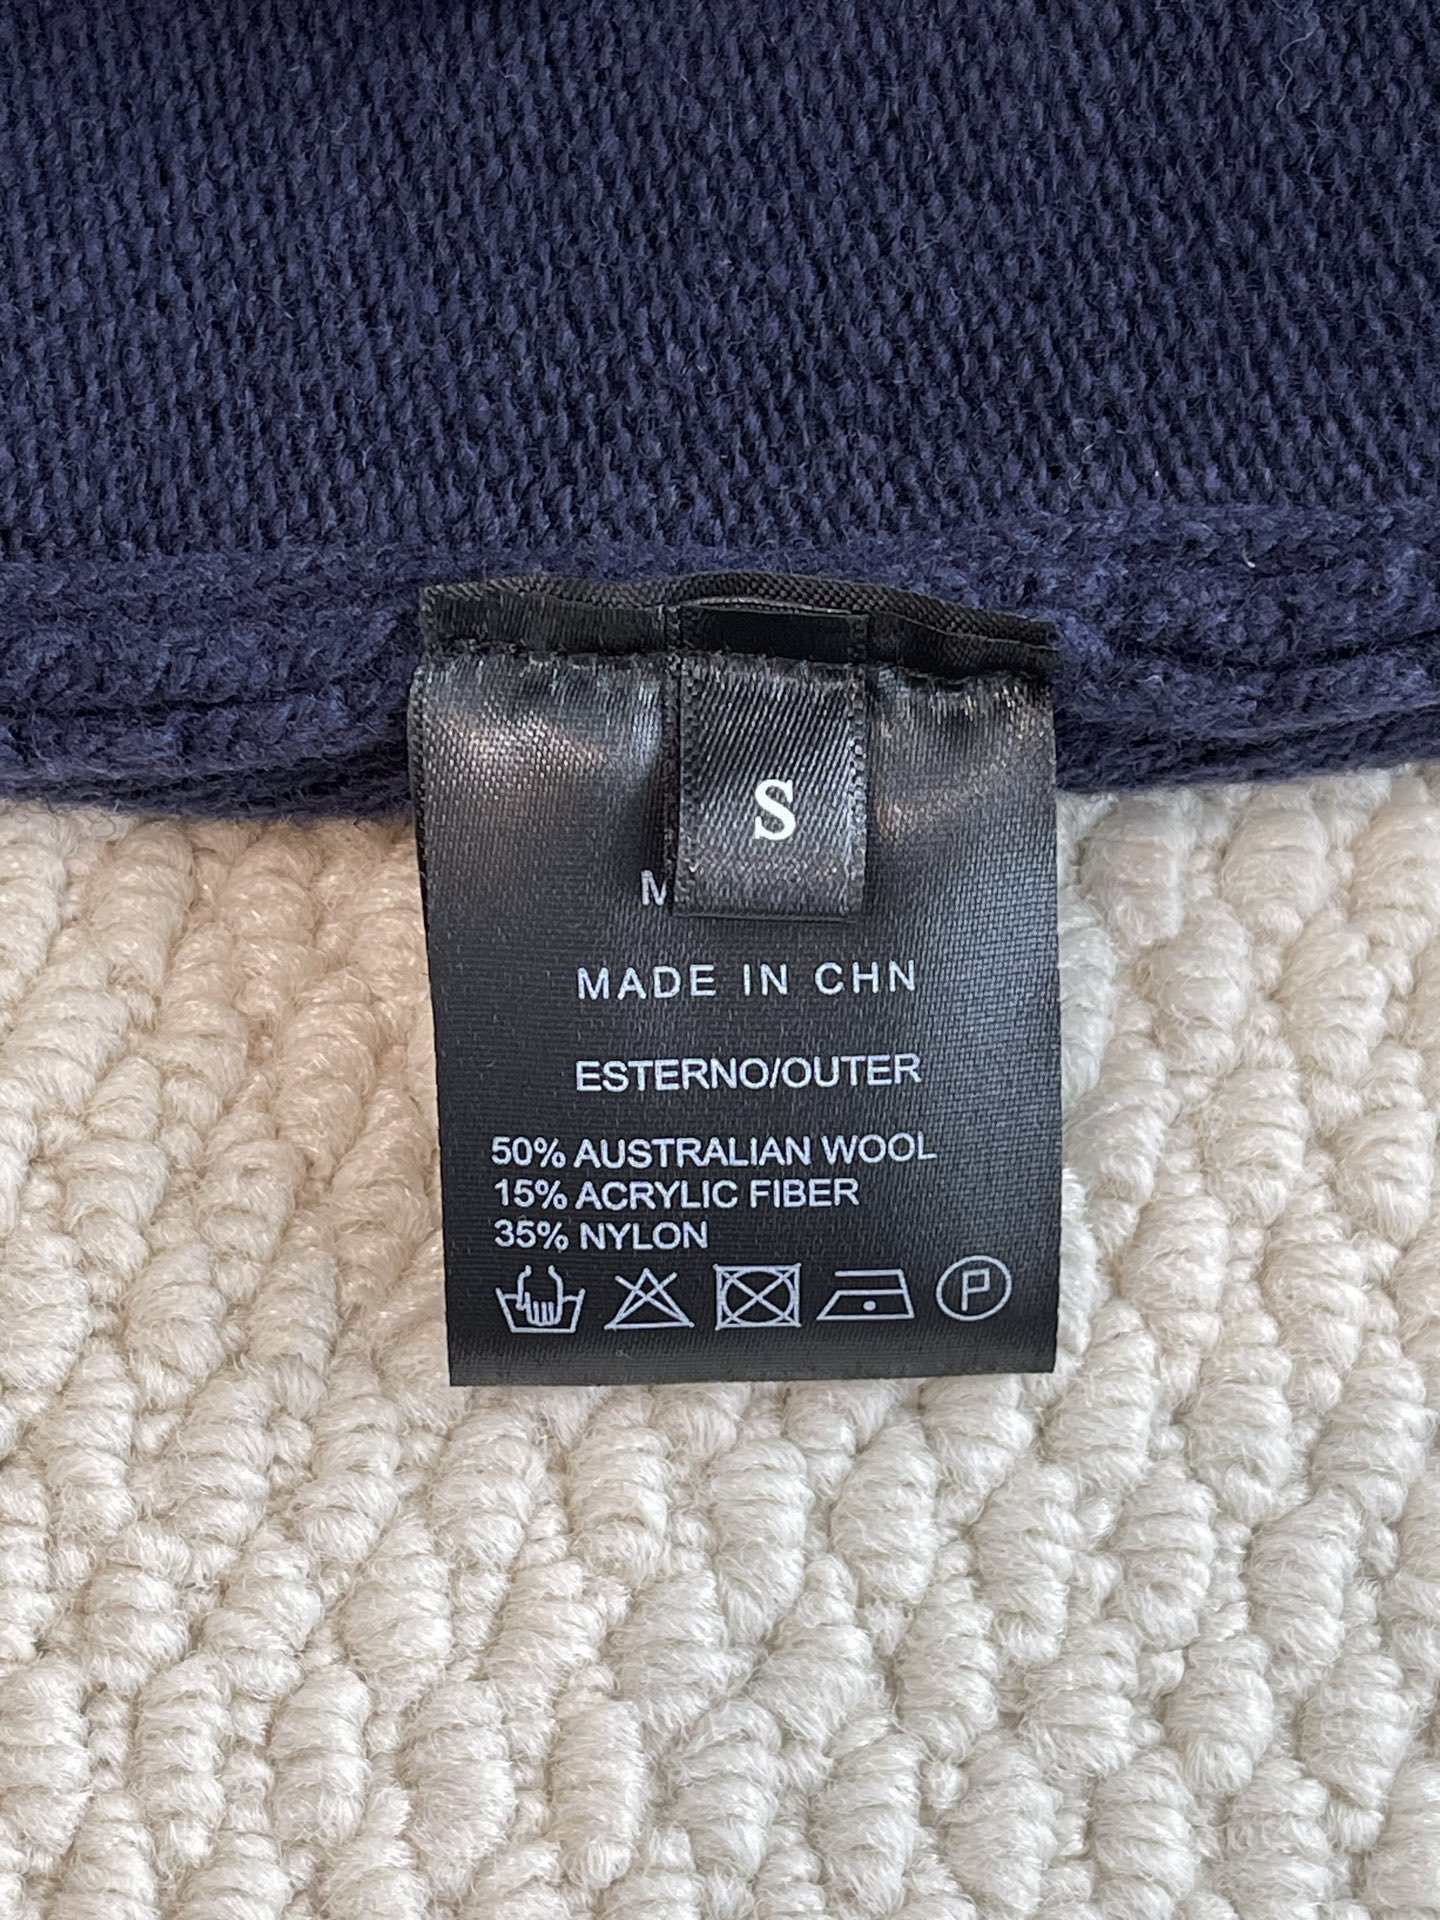 S
M
MADE IN CHN
ESTERNO/OUTER
50% AUSTRALIAN WOOL
15% ACRYLIC FIBER
35% NYLON
P